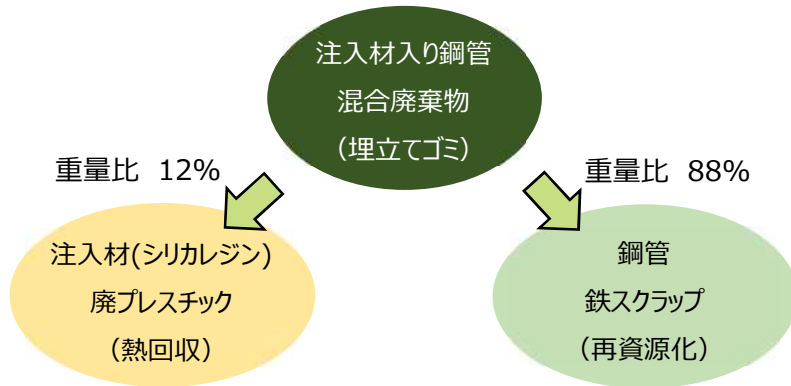 注入材入り鋼管
混合廃棄物
（埋立てゴミ）
重量比 12%
重量比 88%
注入材(シリカレジン)
廃プレスチック
（熱回収）
鋼管
鉄スクラップ
（再資源化）